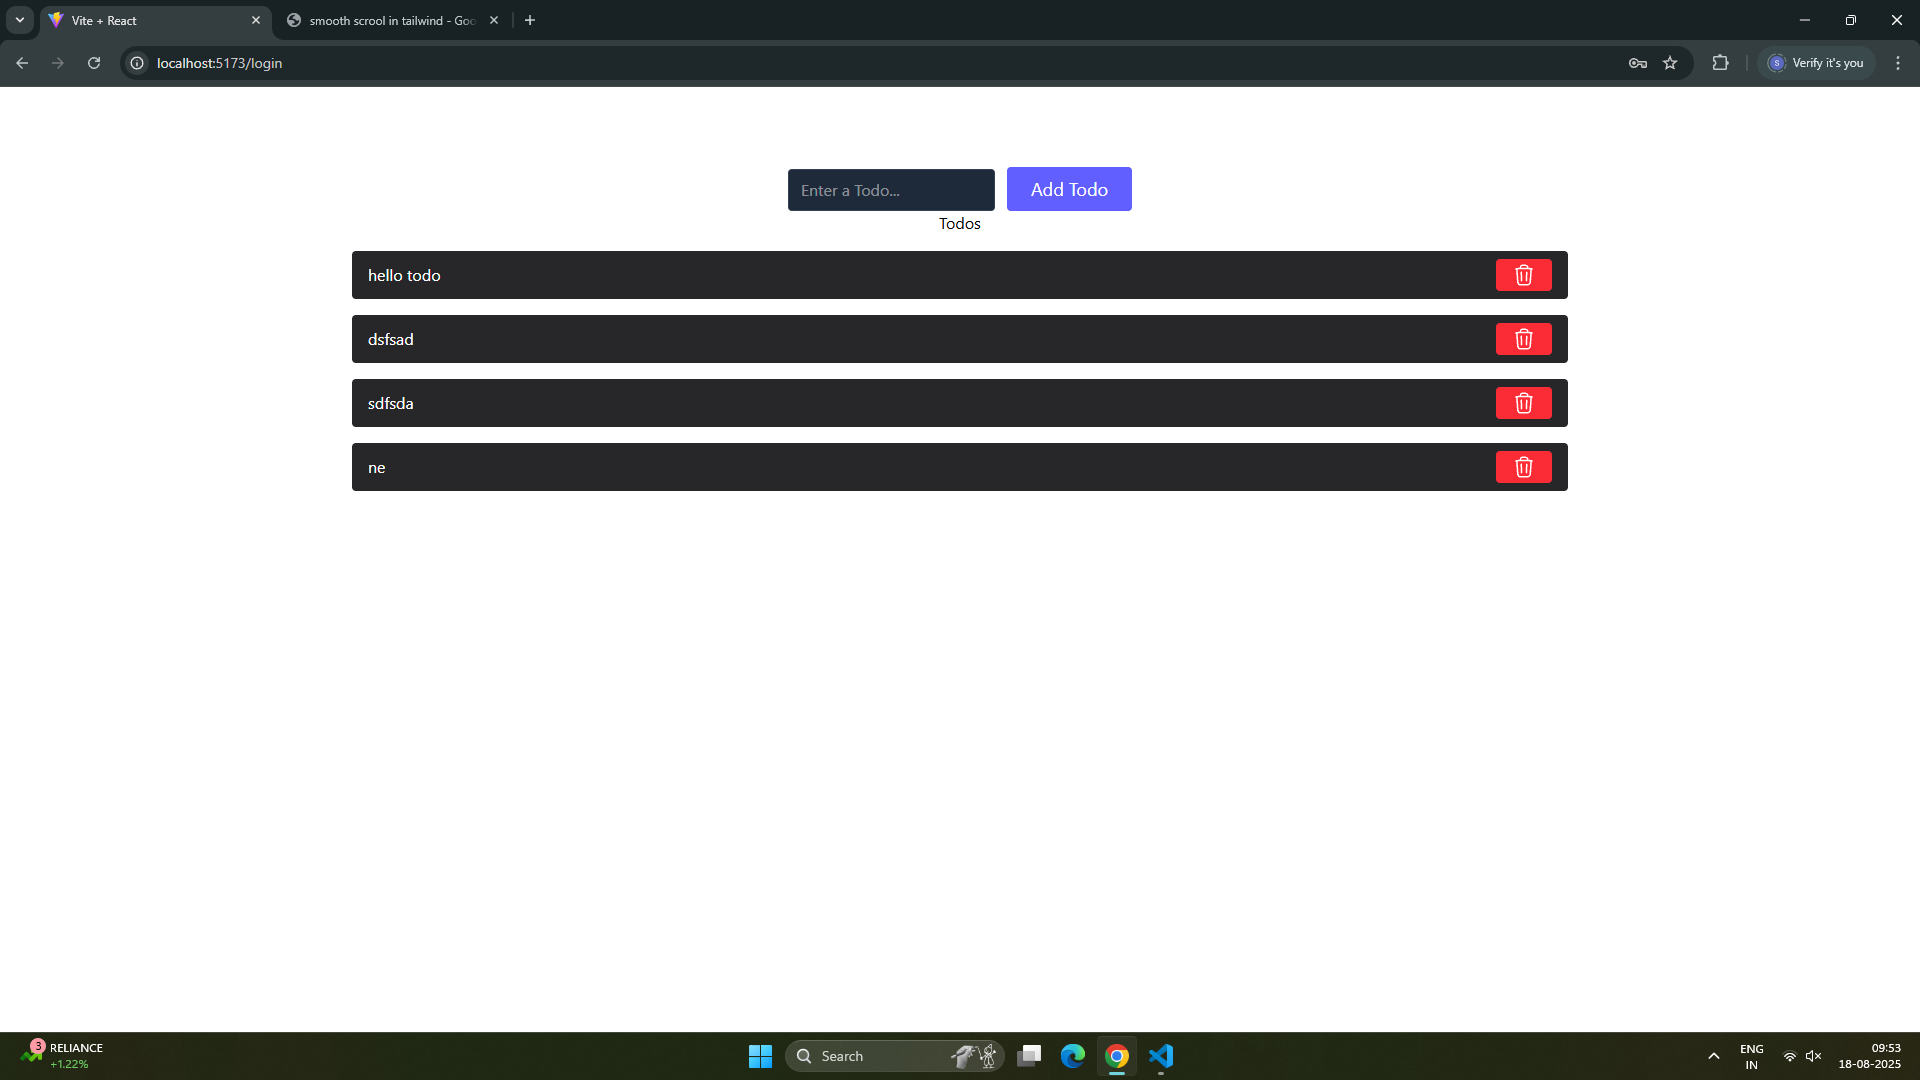 Vite + React
smooth scrool in tailwind - Goo
localhost:5173/login
S
Verify it's you
Enter a Todo...
Add Todo
Todos
hello todo
dsfsad
sdfsda
ne
3
RELIANCE
+1.22%
Search
ENG
IN
09:53
18-08-2025